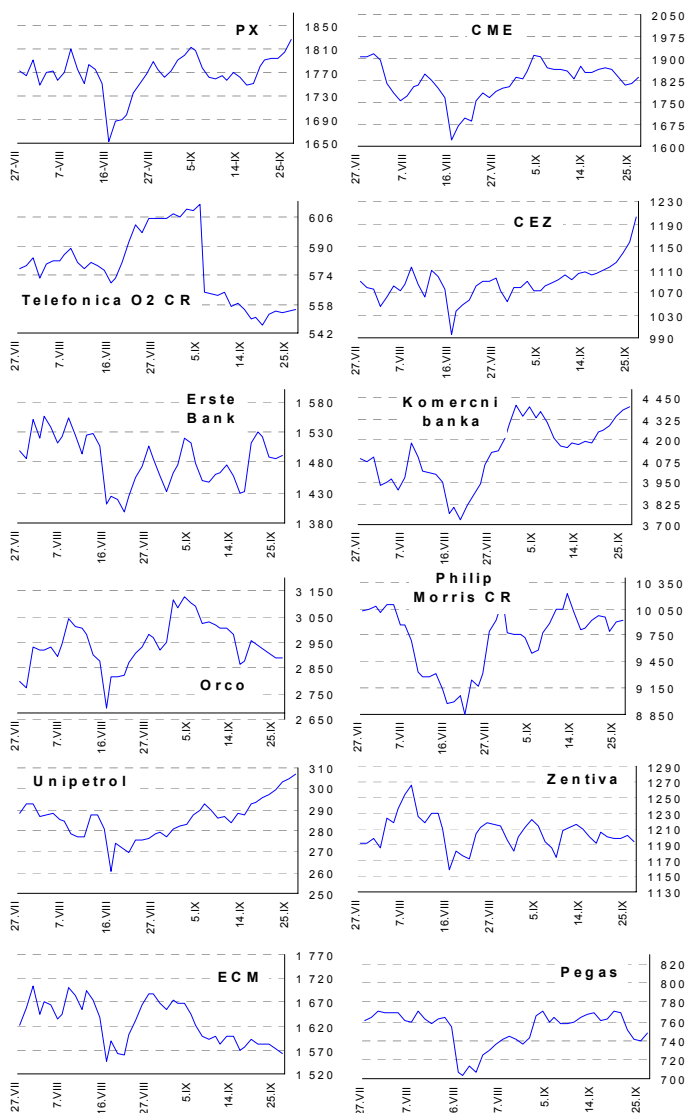 PX
1850
1810
1770
1730
1690
1650
27-VII
7-VIII
16-VIII
27-VIII
5-IX
14-IX
25-IX
CME
2050
1975
1900
1825
1750
1675
1600
27.VII
7.VIII
16.VIII
27.VIII
5.IX
14.IX
25.IX
Telefonica O2 CR
606
590
574
558
542
27.VII
7.VIII
16.VIII
27.VIII
5.IX
14.IX
25.IX
CEZ
1230
1190
1150
1110
1070
1030
990
27.VII
7.VIII
16.VIII
27.VIII
5.IX
14.IX
25.IX
Erste
Bank
1 580
1 530
1 480
1 430
1 380
27.VII
7.VIII
16.VIII
27.VIII
5.IX
14.IX
25.IX
Komercni
banka
4 450
4 325
4 200
4 075
3 950
3 825
3 700
27.VII
7.VIII
16.VIII
27.VIII
5.IX
14.IX
25.IX
Orco
3 150
3 050
2 950
2 850
2 750
2 650
27.VII
7.VIII
16.VIII
27.VIII
5.IX
14.IX
25.IX
Philip
Morris CR
10 350
10 050
9 750
9 450
9 150
8 850
27.VII
7.VIII
16.VIII
27.VIII
5.IX
14.IX
25.IX
Unipetrol
310
300
290
280
270
260
250
27.VII
7.VIII
16.VIII
27.VIII
5.IX
14.IX
25.IX
Zentiva
1290
1270
1250
1230
1210
1190
1170
1150
1130
27.VII
7.VIII
16.VIII
27.VIII
5.IX
14.IX
25.IX
ECM
1 770
1 720
1 670
1 620
1 570
1 520
27.VII
7.VIII
16.VIII
27.VIII
5.IX
14.IX
25.IX
Pegas
820
800
780
760
740
720
700
27.VII
7.VIII
6.VIII
27.VIII
5.IX
14.IX
25.IX